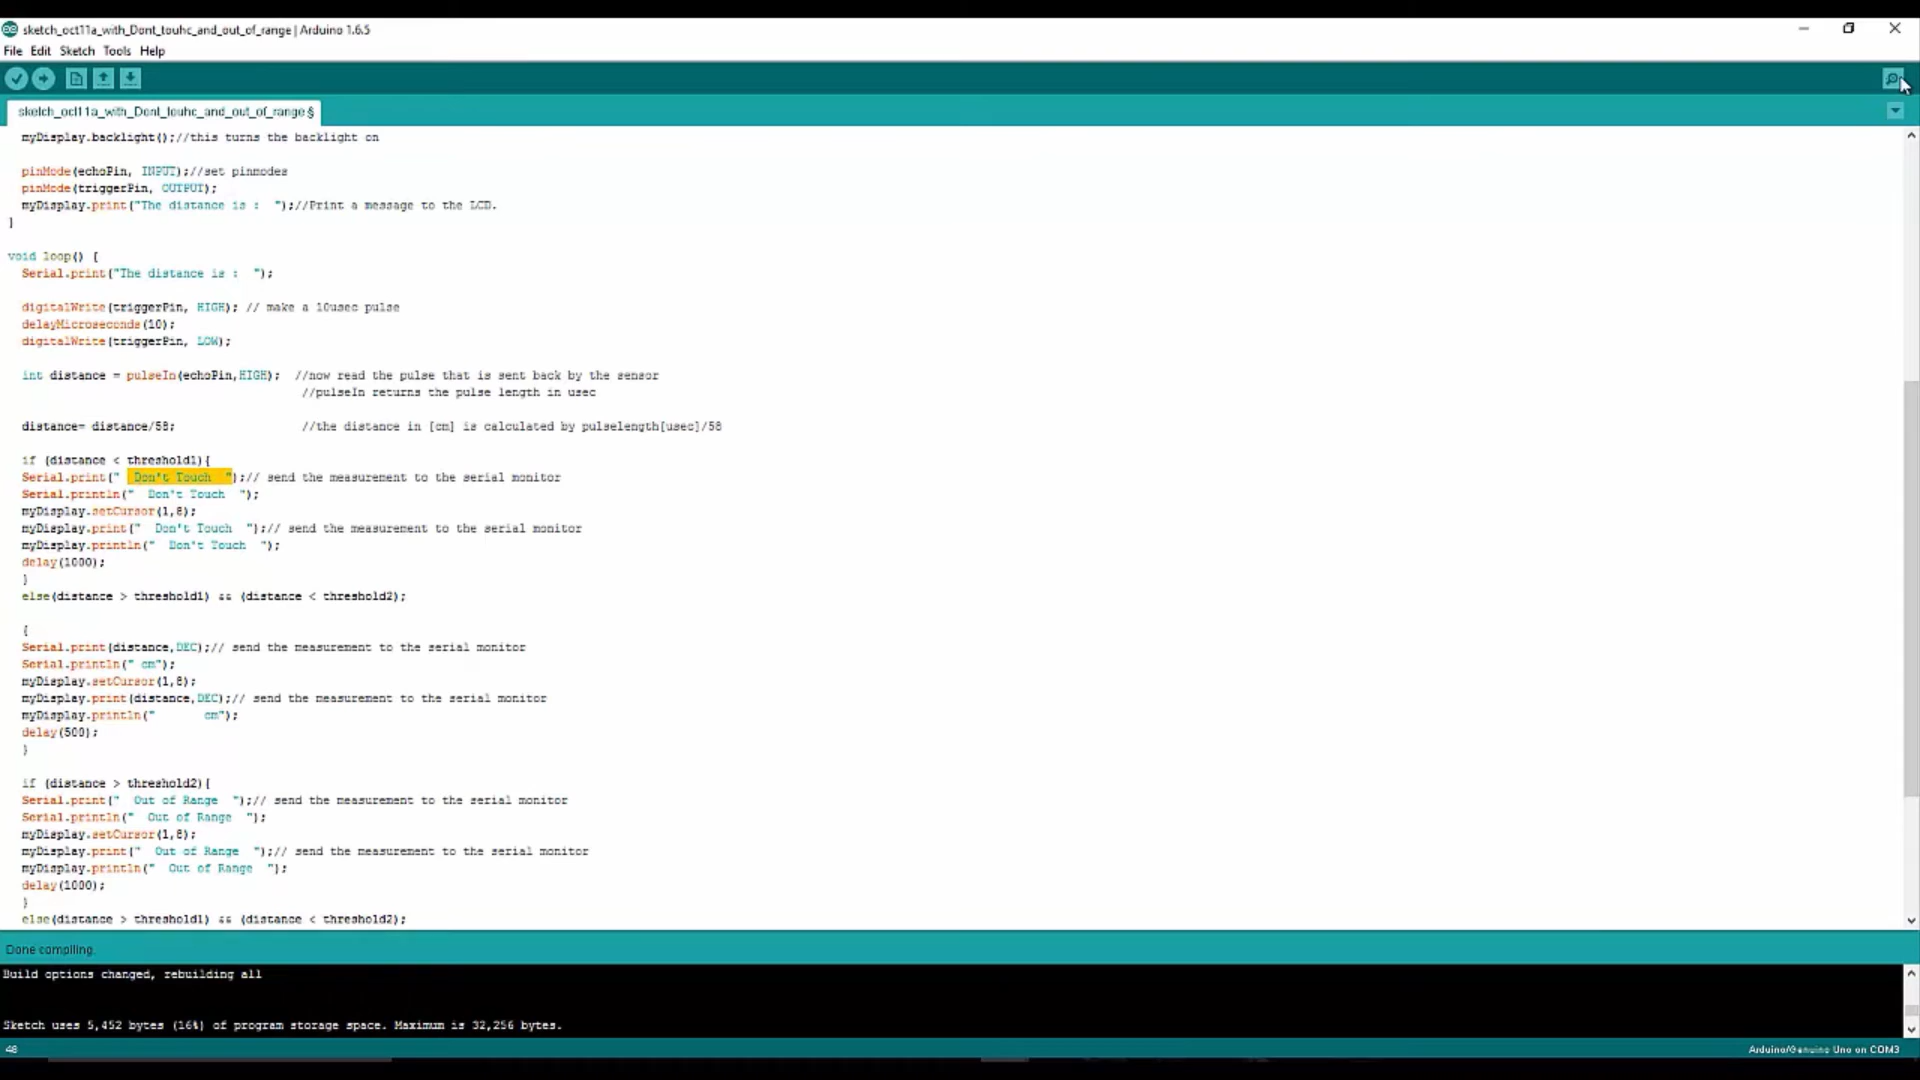 sketch_oct11a_with_Dont_touhc_and_out_of_range | Arduino 1.6.5
File Edit Sketch Tools Help
sketch_oct11a_with_Dont_touhc_and_out_of_range §
myDisplay.backlight();//this turns the backlight on
pinMode(echoPin, INPUT);//set pinmodes
pinMode(triggerPin, OUTPUT);
myDisplay.print("The distance is :  ");//Print a message to the LCD.
}
void loop() {
Serial.print("The distance is :  ");
digitalWrite(triggerPin, HIGH); // make a 10usec pulse
delayMicroseconds(10);
digitalWrite(triggerPin, LOW);
int distance = pulseIn(echoPin,HIGH);  //now read the pulse that is sent back by the sensor
//pulseIn returns the pulse length in usec
distance= distance/58;  //the distance in [cm] is calculated by pulselength[usec]/58
if (distance < threshold1){
Serial.print("  Don't Touch  ");// send the measurement to the serial monitor
Serial.println("  Don't Touch  ");
myDisplay.setCursor(1,8);
myDisplay.print("  Don't Touch  ");// send the measurement to the serial monitor
myDisplay.println("  Don't Touch  ");
delay(1000);
}
else(distance > threshold1) && (distance < threshold2);
{
Serial.print(distance,DEC);// send the measurement to the serial monitor
Serial.println(" cm");
myDisplay.setCursor(1,8);
myDisplay.print(distance,DEC);// send the measurement to the serial monitor
myDisplay.println("       cm");
delay(500);
}
if (distance > threshold2){
Serial.print("  Out of Range  ");// send the measurement to the serial monitor
Serial.println("  Out of Range  ");
myDisplay.setCursor(1,8);
myDisplay.print("  Out of Range  ");// send the measurement to the serial monitor
myDisplay.println("  Out of Range  ");
delay(1000);
}
else(distance > threshold1) && (distance < threshold2);
Done compiling.
Build options changed, rebuilding all
Sketch uses 5,452 bytes (16%) of program storage space. Maximum is 32,256 bytes.
48
Arduino/Genuino Uno on COM3